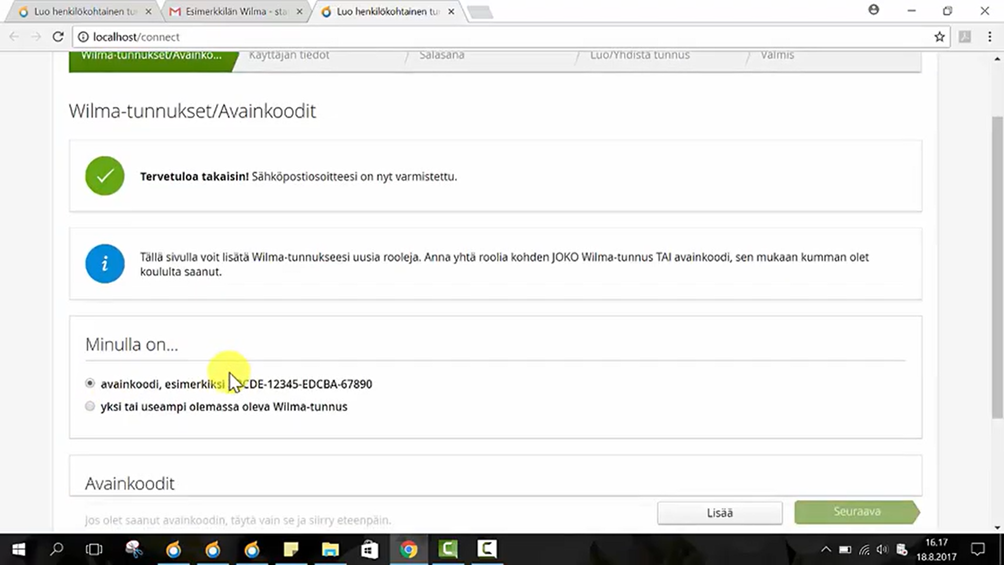 Luo henkilökohtainen tu
Esimerkkilän Wilma - sta
Luo henkilökohtainen tu
localhost/connect
Wilma-tunnukset/Avainko...
Käyttäjän tiedot
Salasana
Luo/Yhdistä tunnus
Valmis
Wilma-tunnukset/Avainkoodit
Tervetuloa takaisin! Sähköpostiosoitteesi on nyt varmistettu.
i
Tällä sivulla voit lisätä Wilma-tunnukseesi uusia rooleja. Anna yhtä roolia kohden JOKO Wilma-tunnus TAI avainkoodi, sen mukaan kumman olet
koululta saanut.
Minulla on...
avainkoodi, esimerkiksi CDE-12345-EDCBA-67890
yksi tai useampi olemassa oleva Wilma-tunnus
Avainkoodit
Jos olet saanut avainkoodin, täytä vain se ja siirry eteenpäin.
Lisää
Seuraava
16.17
18.8.2017